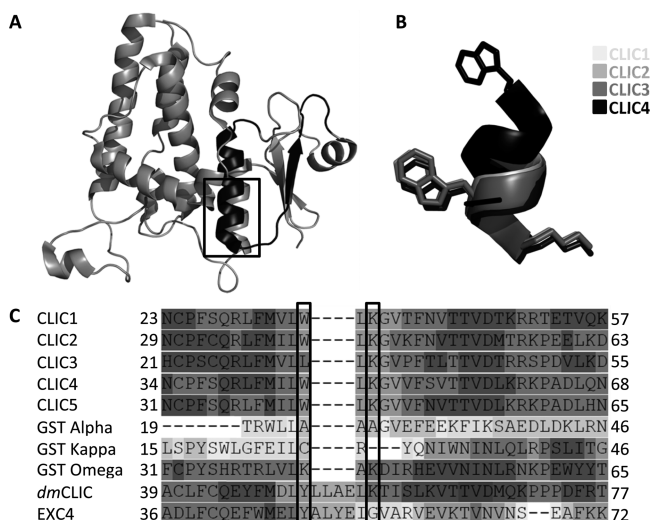 A
B
CLIC1
CLIC2
CLIC3
CLIC4
C
CLIC1 23 NCPFSQRLFMVLW----LKGVTFNVTTVDTKRRTETVQK 57
CLIC2 29 NCPFCQRLFMILW----LKGVKFNVTTVDMTRKPEELKD 63
CLIC3 21 HCPSCQRLFMVLL----LKGVPFTLTTVDTRRSPDVLKD 55
CLIC4 34 NCPFSQRLFMILW----LKGVVFSVTTVDLKRKPADLQN 68
CLIC5 31 NCPFSQRLFMILW----LKGVVFNVTTVDLKRKPADLHN 65
GST Alpha 19 -------TRWLLA----AAGVEFEEKFIKSAEDLDKLRN 46
GST Kappa 15 LSPYSWLGFEILC----R---YQNIWNINLQLRPSLITG 46
GST Omega 31 FCPYSHRTRLVLK----AKDIRHEVVNINLRNKPEWYYT 65
dmCLIC 39 ACLFCQEYFMDLYLLAELKTISLKVTTVDMQKPPPDFRT 77
EXC4 36 ADLFCQEFWMELYALYEIGVARVEVKTVNVNS--EAFKK 72